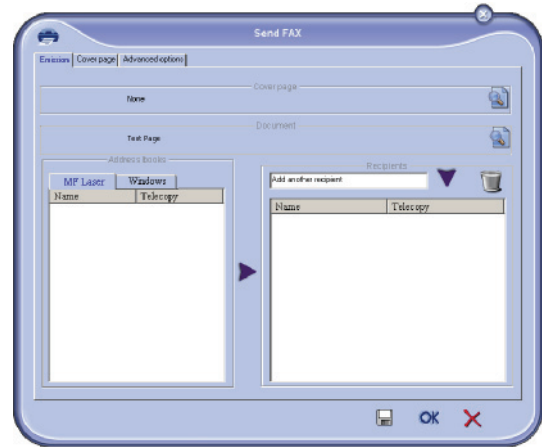 Send FAX
Emission Cover page Advanced options
Cover page
None
Document
Test Page
Address books
Recipients
MF Laser Windows
Add another recipient
Name Telecopy
Name Telecopy
OK